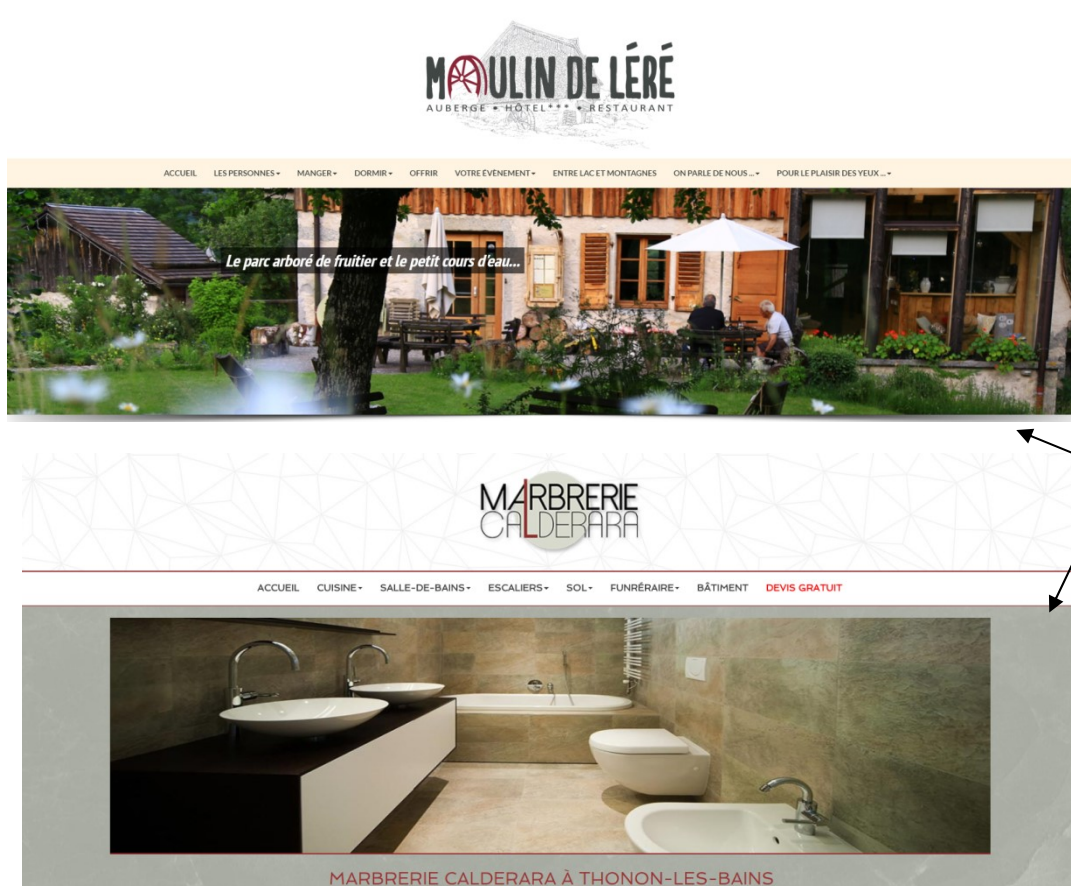 MOULIN DE LÉRÉ
AUBERGE • HÔTEL*** • RESTAURANT
ACCUEIL LES PERSONNES MANGER DORMIR OFFRIR VOTRE ÉVÈNEMENT ENTRE LAC ET MONTAGNES ON PARLE DE NOUS ... POUR LE PLAISIR DES YEUX ...
Le parc arboré de fruitier et le petit cours d'eau...
MARBRERIE
CALDERARA
ACCUEIL CUISINE SALLE-DE-BAINS ESCALIERS SOL FUNRÉRAIRE BÂTIMENT DEVIS GRATUIT
MARBRERIE CALDERARA À THONON-LES-BAINS